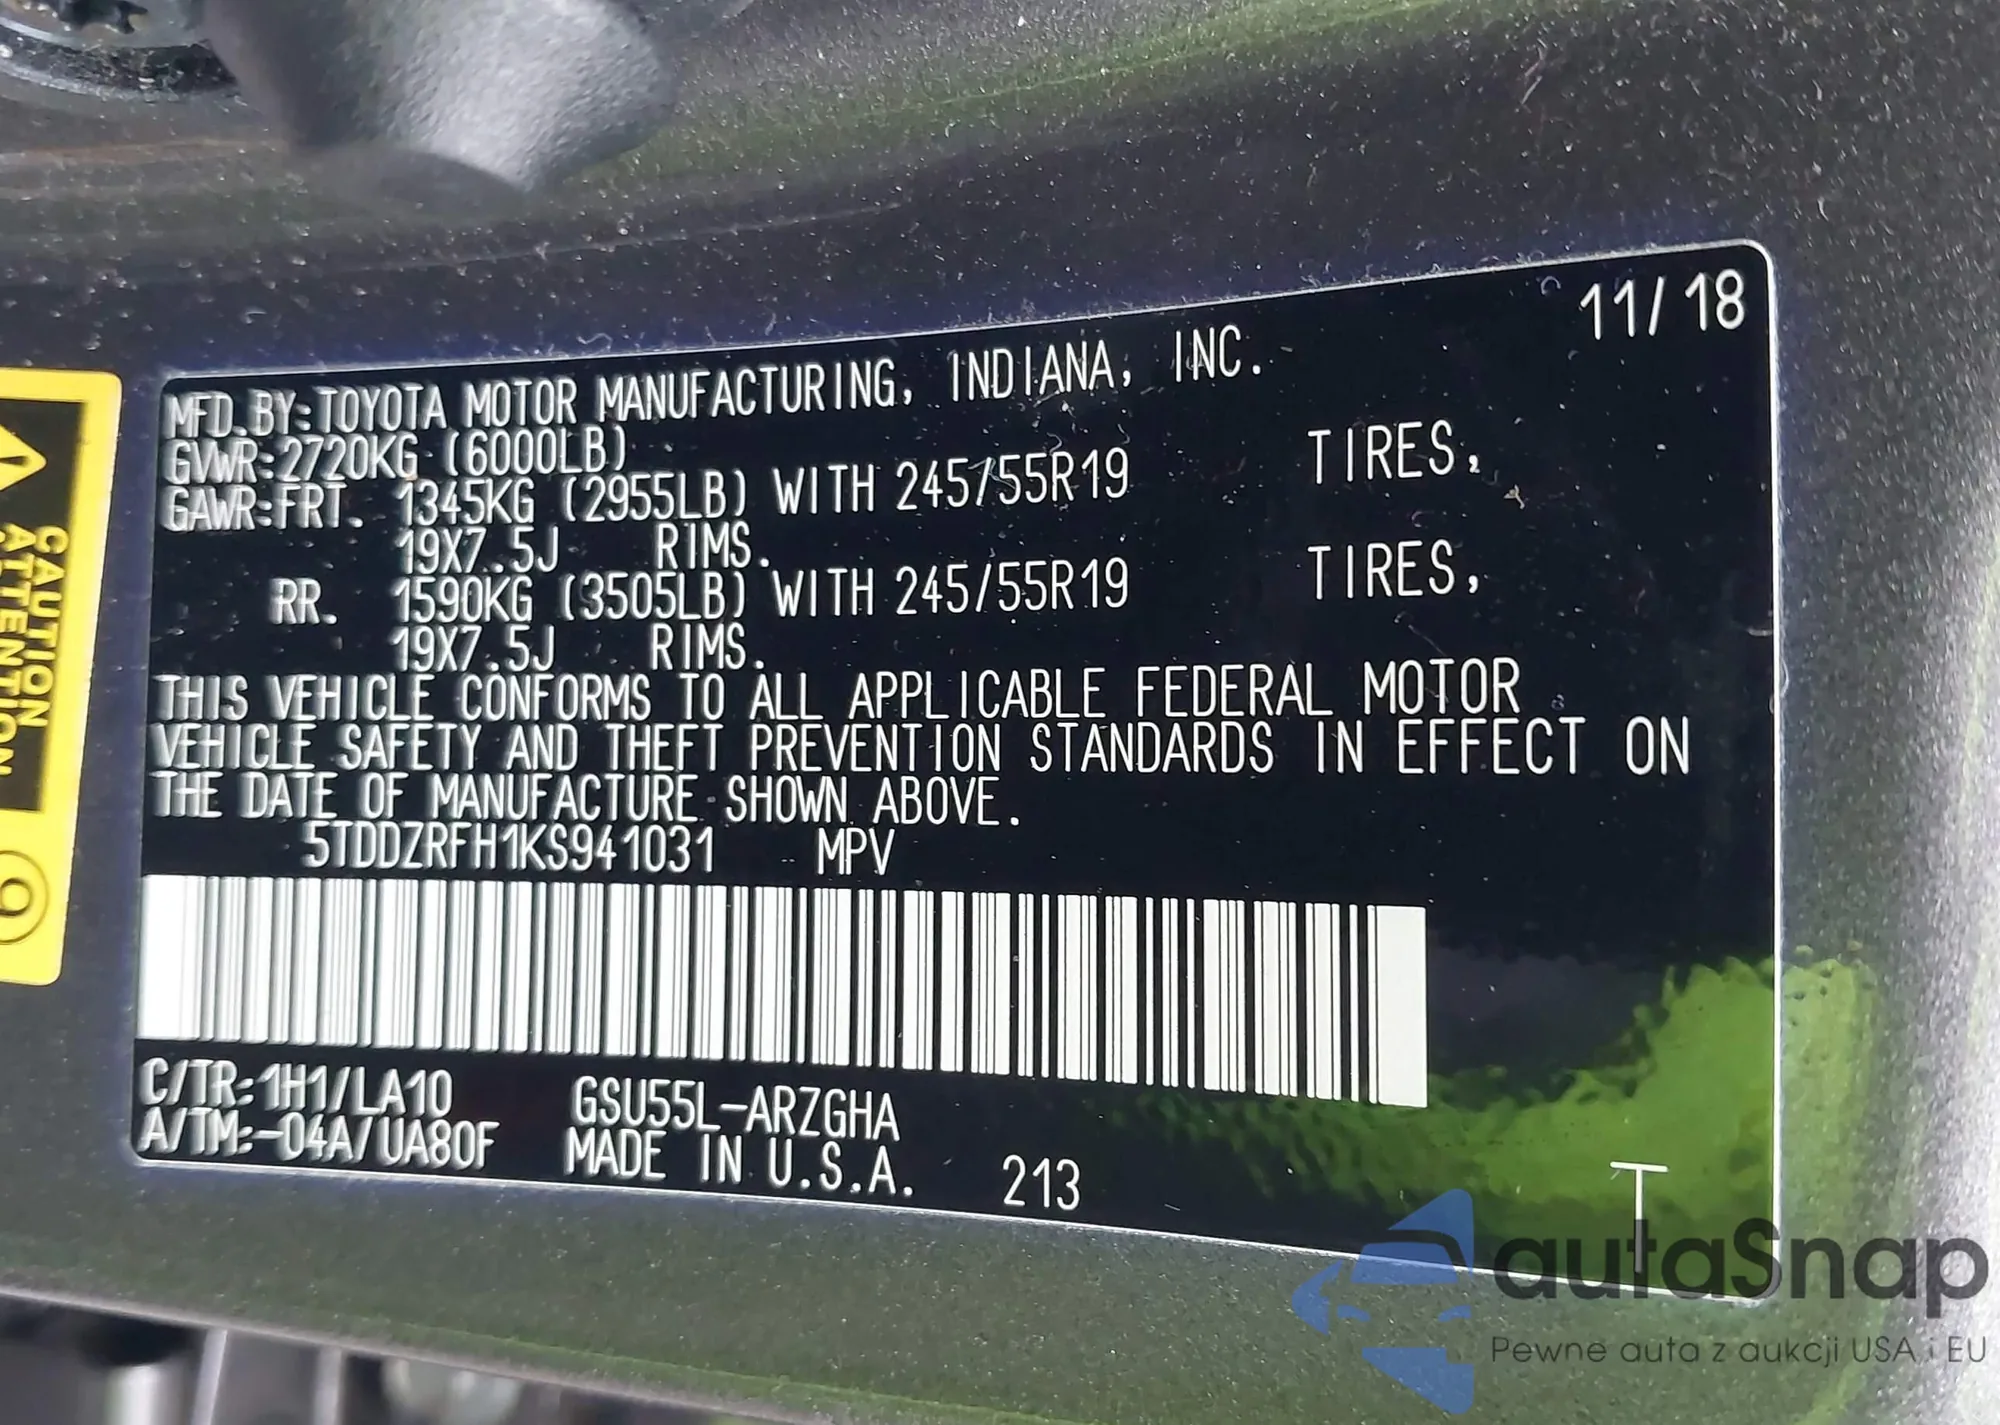 11/18
MFD.BY:TOYOTA MOTOR MANUFACTURING, INDIANA, INC.
GVWR:2720KG (6000LB)
GAWR:FRT. 1345KG (2955LB) WITH 245/55R19 TIRES,
19X7.5J RIMS.
RR. 1590KG (3505LB) WITH 245/55R19 TIRES,
19X7.5J RIMS.
THIS VEHICLE CONFORMS TO ALL APPLICABLE FEDERAL MOTOR
VEHICLE SAFETY AND THEFT PREVENTION STANDARDS IN EFFECT ON
THE DATE OF MANUFACTURE SHOWN ABOVE.
5TDDZRFH1KS941031 MPV
C/TR:1H1/LA10 GSU55L-ARZGHA
A/TM:-04A/UA80F MADE IN U.S.A. 213
T
CAUTION
ATTENTION
autaSnap
Pewne auta z aukcji USA i EU